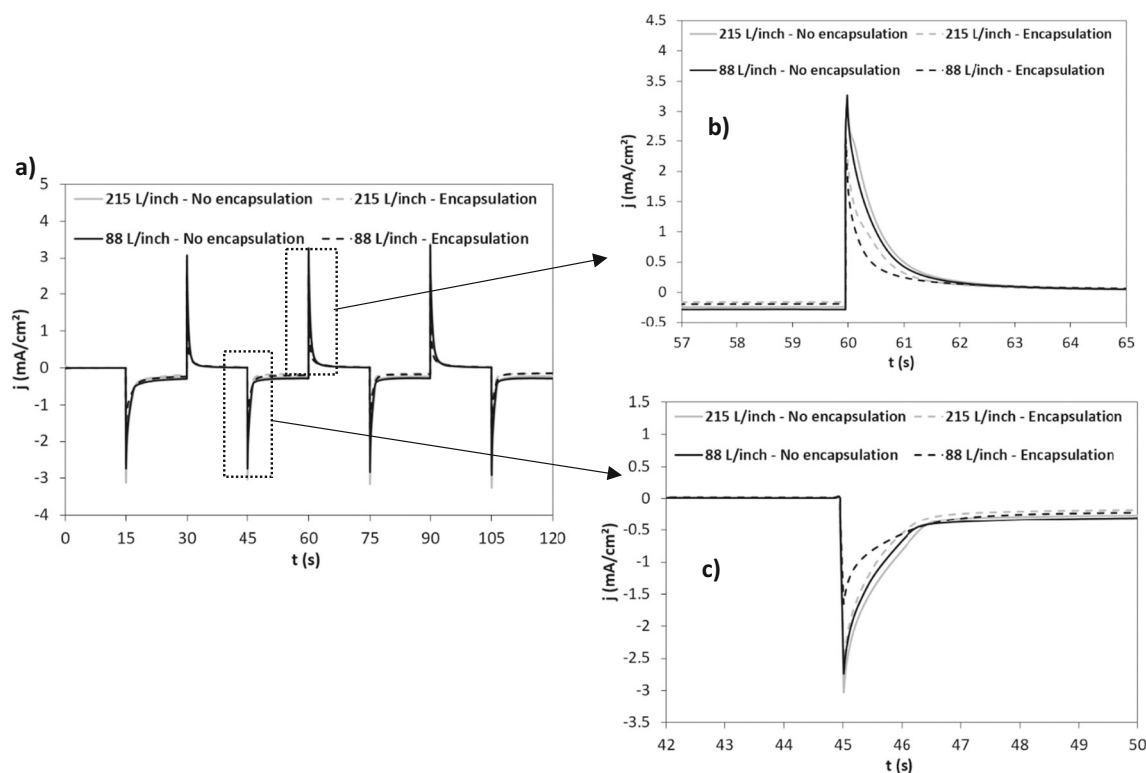 a)
5
4
3
2
1
0
-1
-2
-3
-4
j (mA/cm²)
215 L/inch - No encapsulation
215 L/inch - Encapsulation
88 L/inch - No encapsulation
88 L/inch - Encapsulation
0 15 30 45 60 75 90 105 120
t (s)
b)
4.5
4
3.5
3
2.5
2
1.5
1
0.5
0
-0.5
j (mA/cm²)
215 L/inch - No encapsulation
215 L/inch - Encapsulation
88 L/inch - No encapsulation
88 L/inch - Encapsulation
57 58 59 60 61 62 63 64 65
t (s)
c)
1.5
1
0.5
0
-0.5
-1
-1.5
-2
-2.5
-3
-3.5
j (mA/cm²)
215 L/inch - No encapsulation
215 L/inch - Encapsulation
88 L/inch - No encapsulation
88 L/inch - Encapsulation
42 43 44 45 46 47 48 49 50
t (s)